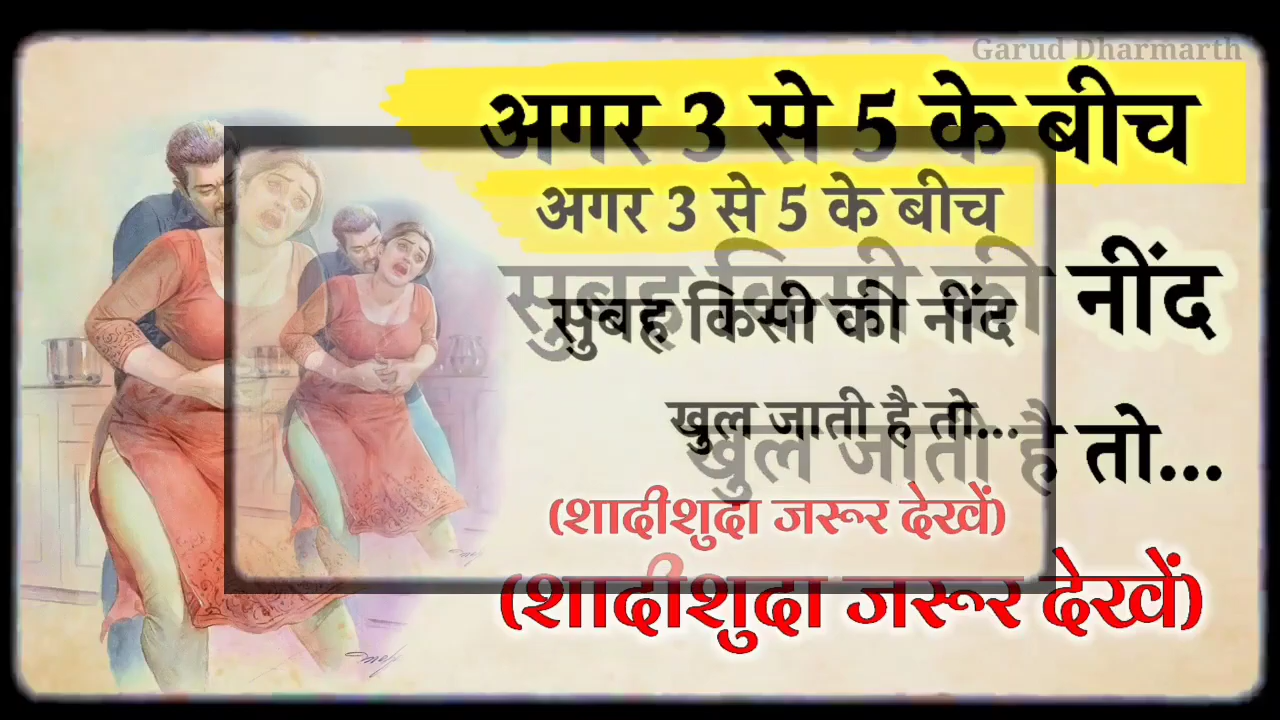 Garud Dharmarth
अगर 3 से 5 के बीच
सुबह किसी की नींद
खुल जाती है तो...
(शादीशुदा जरूर देखें)
अगर 3 से 5 के बीच
सुबह किसी की नींद
खुल जाती है तो...
(शादीशुदा जरूर देखें)